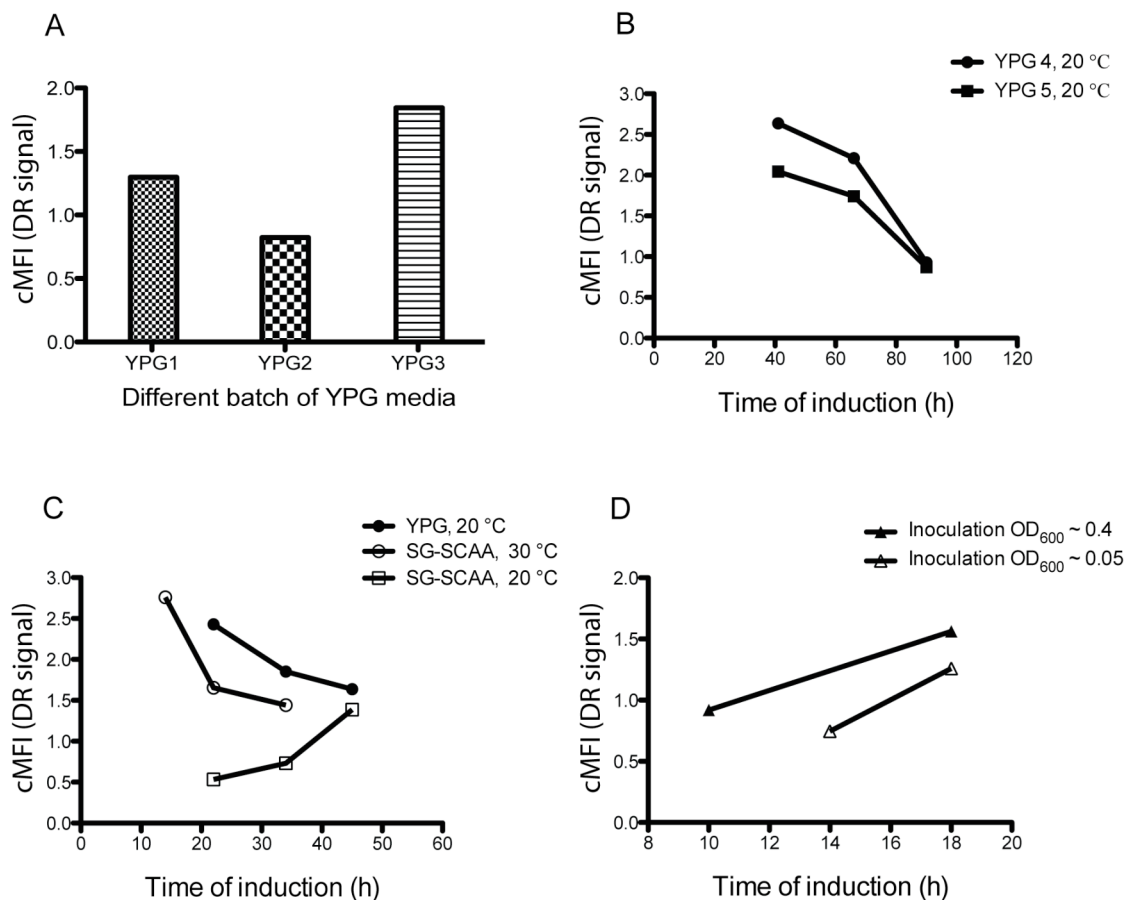 A
cMFI (DR signal)
2.0
1.5
1.0
0.5
0.0
YPG1 YPG2 YPG3
Different batch of YPG media
B
YPG 4, 20 °C
YPG 5, 20 °C
cMFI (DR signal)
3.0
2.5
2.0
1.5
1.0
0.5
0.0
0 20 40 60 80 100 120
Time of induction (h)
C
YPG, 20 °C
SG-SCAA, 30 °C
SG-SCAA, 20 °C
cMFI (DR signal)
3.0
2.5
2.0
1.5
1.0
0.5
0.0
0 10 20 30 40 50 60
Time of induction (h)
D
Inoculation OD600 ~ 0.4
Inoculation OD600 ~ 0.05
cMFI (DR signal)
2.0
1.5
1.0
0.5
0.0
8 10 12 14 16 18 20
Time of induction (h)